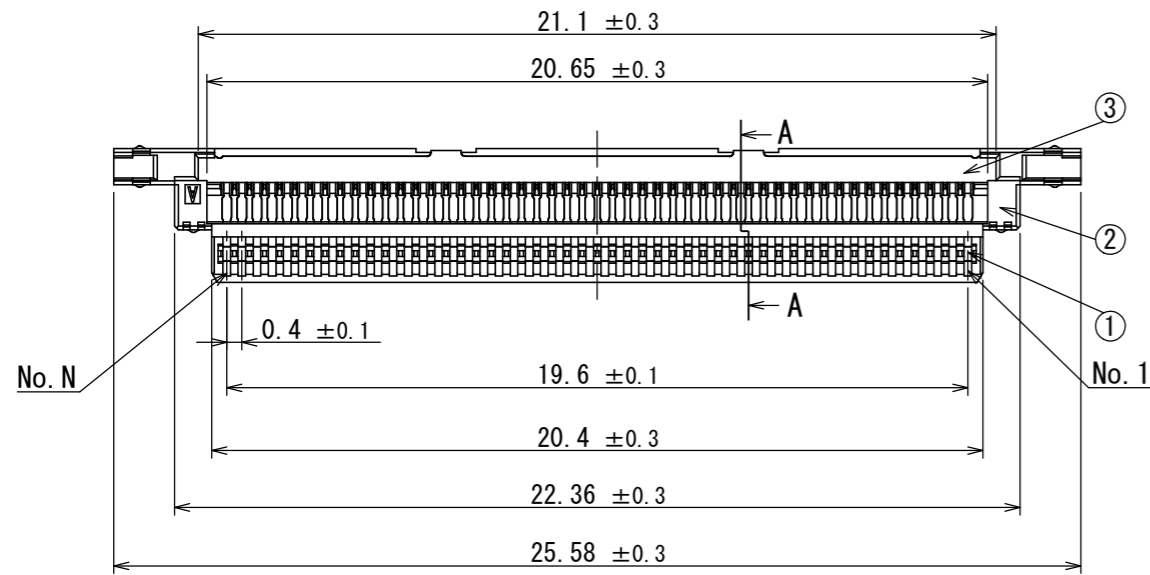 21.1 ±0.3
20.65 ±0.3
A
③
A
②
A
①
0.4 ±0.1
No. N
19.6 ±0.1
No. 1
20.4 ±0.3
22.36 ±0.3
25.58 ±0.3